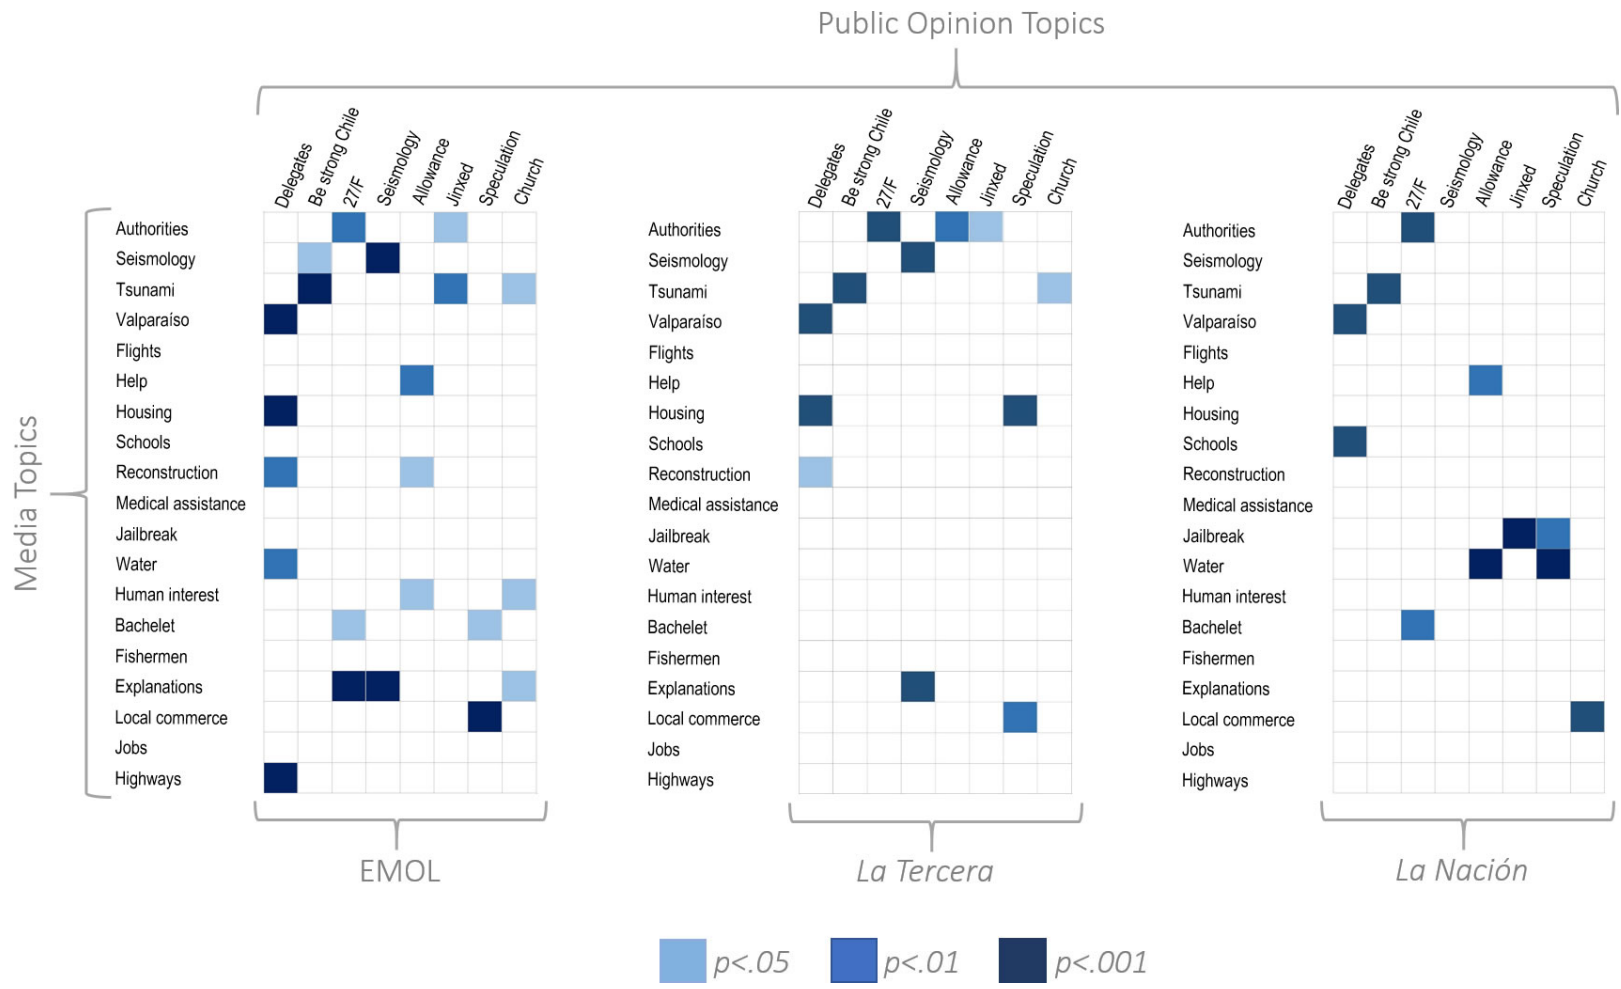 Public Opinion Topics
Delegates
Be strong Chile
27/F
Seismology
Allowance
Jinxed
Speculation
Church
Delegates
Be strong Chile
27/F
Seismology
Allowance
Jinxed
Speculation
Church
Delegates
Be strong Chile
27/F
Seismology
Allowance
Jinxed
Speculation
Church
Media Topics
Authorities
Seismology
Tsunami
Valparaíso
Flights
Help
Housing
Schools
Reconstruction
Medical assistance
Jailbreak
Water
Human interest
Bachelet
Fishermen
Explanations
Local commerce
Jobs
Highways
Authorities
Seismology
Tsunami
Valparaíso
Flights
Help
Housing
Schools
Reconstruction
Medical assistance
Jailbreak
Water
Human interest
Bachelet
Fishermen
Explanations
Local commerce
Jobs
Highways
Authorities
Seismology
Tsunami
Valparaíso
Flights
Help
Housing
Schools
Reconstruction
Medical assistance
Jailbreak
Water
Human interest
Bachelet
Fishermen
Explanations
Local commerce
Jobs
Highways
EMOL
La Tercera
La Nación
p<.05
p<.01
p<.001